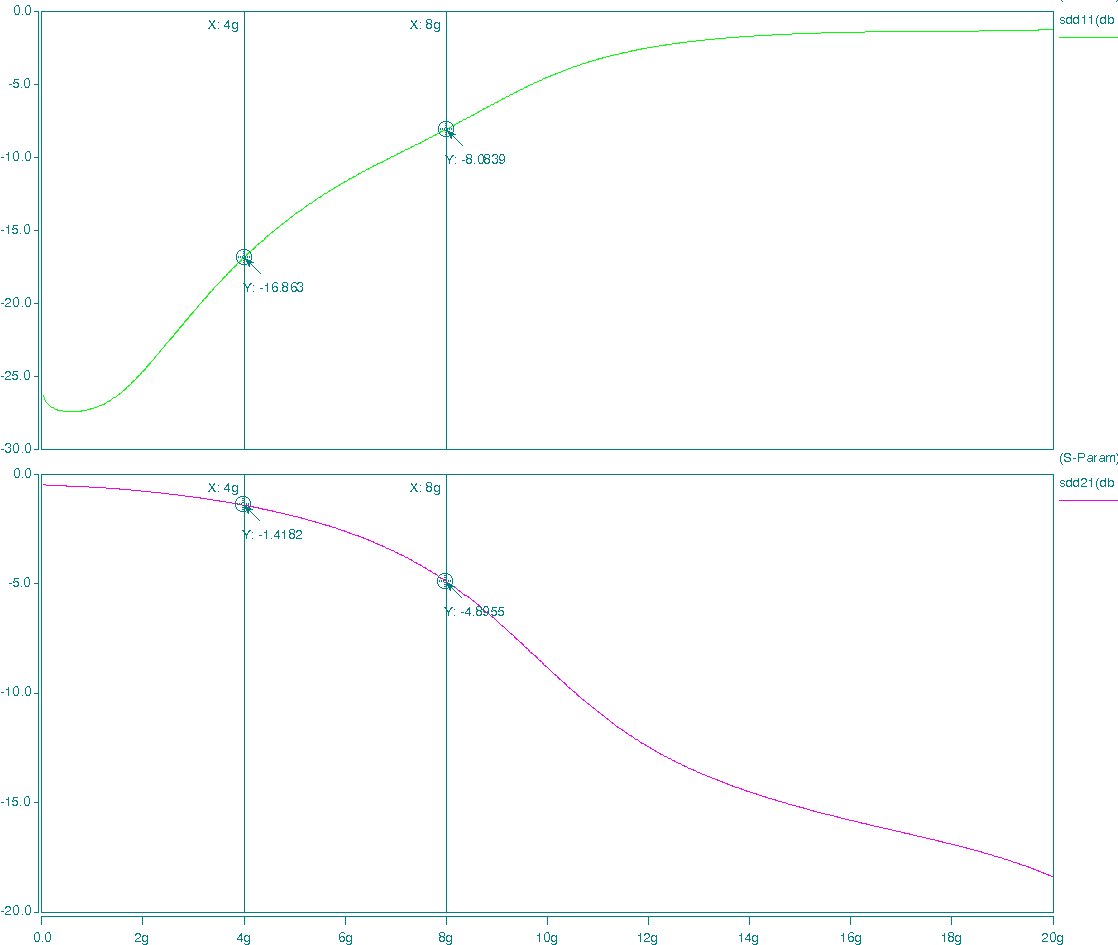 0.0
X: 4g
X: 8g
sdd11(db
-5.0
-10.0
Y: -8.0839
-15.0
-20.0
Y: -16.863
-25.0
-30.0
(S-Param)
0.0
X: 4g
X: 8g
sdd21(db
Y: -1.4182
-5.0
Y: -4.8955
-10.0
-15.0
-20.0
0.0 2g 4g 6g 8g 10g 12g 14g 16g 18g 20g